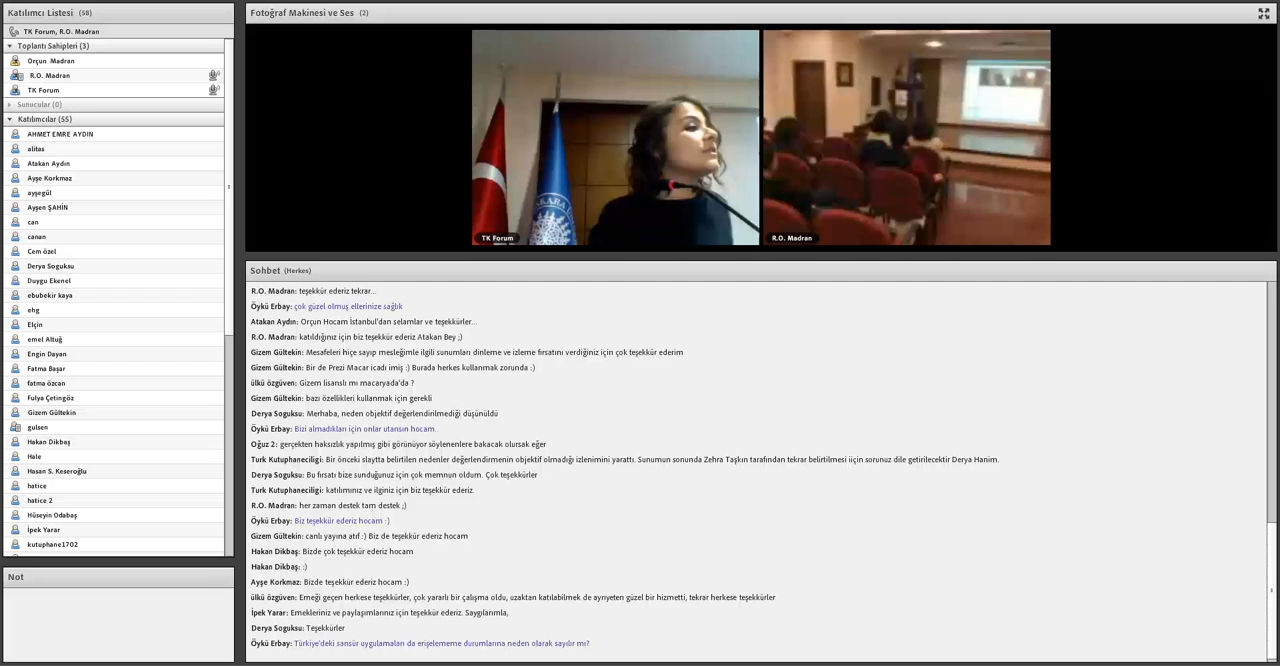 Katılımcı Listesi (58)
TK Forum, R.O. Madran
Toplantı Sahipleri (3)
Orçun Madran
R.O. Madran
TK Forum
Sunucular (0)
Katılımcılar (55)
AHMET EMRE AYDIN
alitas
Atakan Aydın
Ayşe Korkmaz
ayşegül
Ayşen ŞAHİN
can
canan
Cem özel
Derya Soguksu
Duygu Ekenel
ebubekir kaya
ehg
Elçin
emel Altuğ
Engin Dayan
Fatma Başar
fatma özcan
Fulya Çetingöz
Gizem Gültekin
gulsen
Hakan Dikbaş
Hale
Hasan S. Keseroğlu
hatice
hatice 2
Hüseyin Odabaş
İpek Yarar
kutuphane1702
Not
Fotoğraf Makinesi ve Ses (2)
TK Forum
R.O. Madran
Sohbet (Herkes)
R.O. Madran: teşekkür ederiz tekrar...
Öykü Erbay: çok güzel olmuş ellerinize sağlık
Atakan Aydın: Orçun Hocam İstanbul'dan selamlar ve teşekkürler...
R.O. Madran: katıldığınız için biz teşekkür ederiz Atakan Bey ;)
Gizem Gültekin: Mesafeleri hiçe sayıp mesleğimle ilgili sunumları dinleme ve izleme fırsatını verdiğiniz için çok teşekkür ederim
Gizem Gültekin: Bir de Prezi Macar icadı imiş :) Burada herkes kullanmak zorunda :)
ülkü özgüven: Gizem lisanslı mı macaryada'da ?
Gizem Gültekin: bazı özellikleri kullanmak için gerekli
Derya Soguksu: Merhaba, neden objektif değerlendirilmediği düşünüldü
Öykü Erbay: Bizi almadıkları için onlar utansın hocam..
Oğuz 2: gerçekten haksızlık yapılmış gibi görünüyor söylenenlere bakacak olursak eğer
Turk Kutuphaneciligi: Bir önceki slaytta belirtilen nedenler değerlendirmenin objektif olmadığı izlenimini yarattı. Sunumun sonunda Zehra Taşkın tarafından tekrar belirtilmesi iiçin sorunuz dile getirilecektir Derya Hanim.
Derya Soguksu: Bu fırsatı bize sunduğunuz için çok memnun oldum. Çok teşekkürler
Turk Kutuphaneciligi: katılımınız ve ilginiz için biz teşekkür ederiz.
R.O. Madran: her zaman destek tam destek ;)
Öykü Erbay: Biz teşekkür ederiz hocam :)
Gizem Gültekin: canlı yayına atıf :) Biz de teşekkür ederiz hocam
Hakan Dikbaş: Bizde çok teşekkür ederiz hocam
Hakan Dikbaş: :)
Ayşe Korkmaz: Bizde teşekkür ederiz hocam :)
ülkü özgüven: Emeği geçen herkese teşekkürler, çok yararlı bir çalışma oldu, uzaktan katılabilmek de ayrıyeten güzel bir hizmetti, tekrar herkese teşekkürler
İpek Yarar: Emekleriniz ve paylaşımlarınız için teşekkür ederiz. Saygılarımla,
Derya Soguksu: Teşekkürler
Öykü Erbay: Türkiye'deki sansür uygulamaları da erişelememe durumlarına neden olarak sayılır mı?